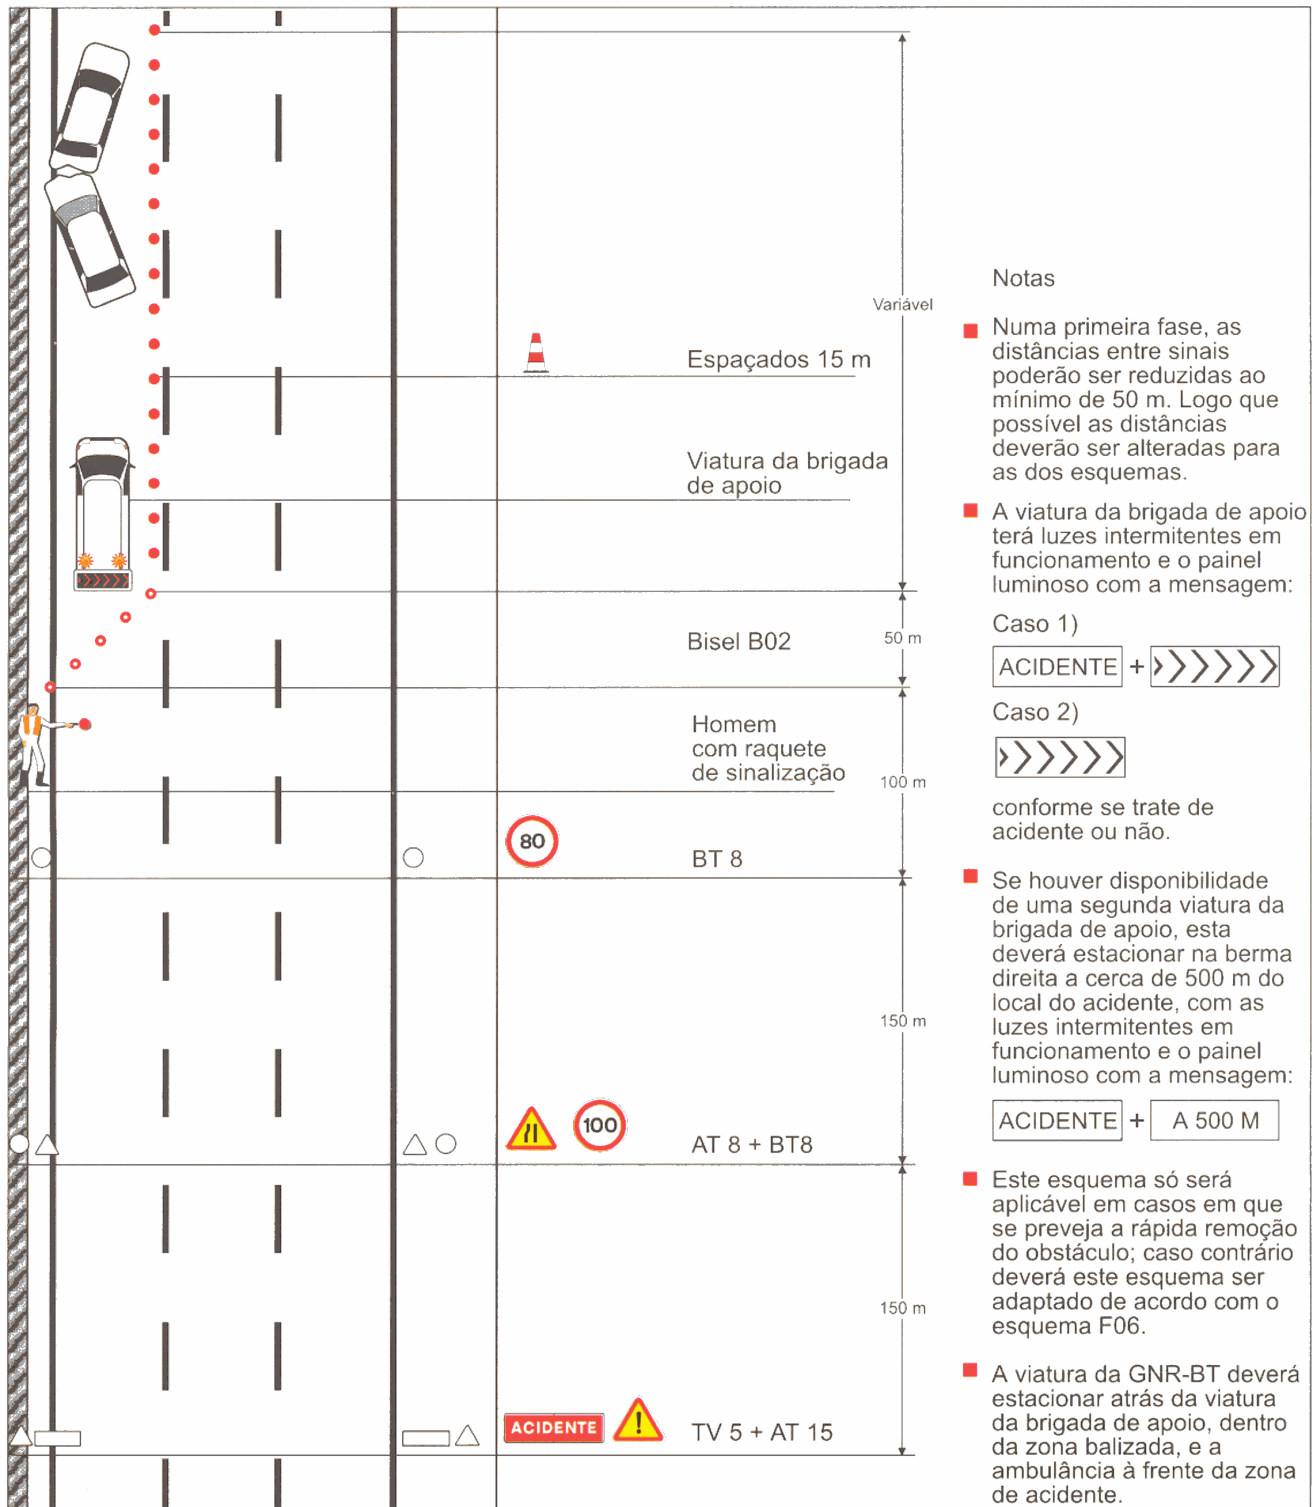 Variável
Espaçados 15 m
Viatura da brigada
de apoio
Bisel B02
50 m
Homem
com raquete
de sinalização
100 m
80
BT 8
150 m
100
AT 8 + BT8
150 m
ACIDENTE
!
TV 5 + AT 15
Notas
Numa primeira fase, as
distâncias entre sinais
poderão ser reduzidas ao
mínimo de 50 m. Logo que
possível as distâncias
deverão ser alteradas para
as dos esquemas.
A viatura da brigada de apoio
terá luzes intermitentes em
funcionamento e o painel
luminoso com a mensagem:
Caso 1)
ACIDENTE +
Caso 2)
conforme se trate de
acidente ou não.
Se houver disponibilidade
de uma segunda viatura da
brigada de apoio, esta
deverá estacionar na berma
direita a cerca de 500 m do
local do acidente, com as
luzes intermitentes em
funcionamento e o painel
luminoso com a mensagem:
ACIDENTE + A 500 M
Este esquema só será
aplicável em casos em que
se preveja a rápida remoção
do obstáculo; caso contrário
deverá este esquema ser
adaptado de acordo com o
esquema F06.
A viatura da GNR-BT deverá
estacionar atrás da viatura
da brigada de apoio, dentro
da zona balizada, e a
ambulância à frente da zona
de acidente.